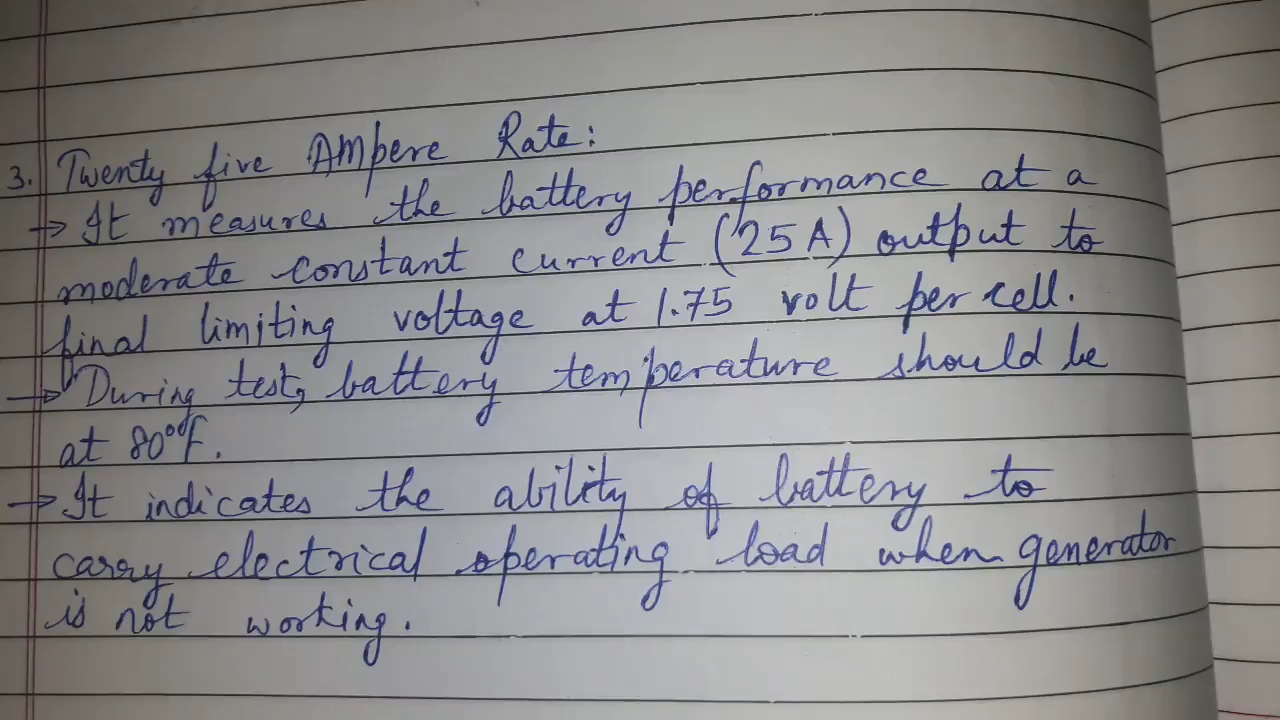 3. Twenty five Ampere Rate:
→ It measures the battery performance at a
moderate constant current (25A) output to
final limiting voltage at 1.75 volt per cell.
→ During test, battery temperature should be
at 80°F.
→ It indicates the ability of battery to
carry electrical operating load when generator
is not working.